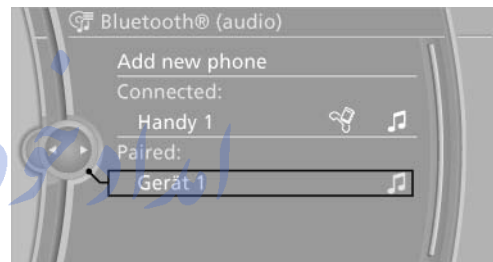 Bluetooth® (audio)
Add new phone
Connected:
Handy 1
Paired:
Gerät 1